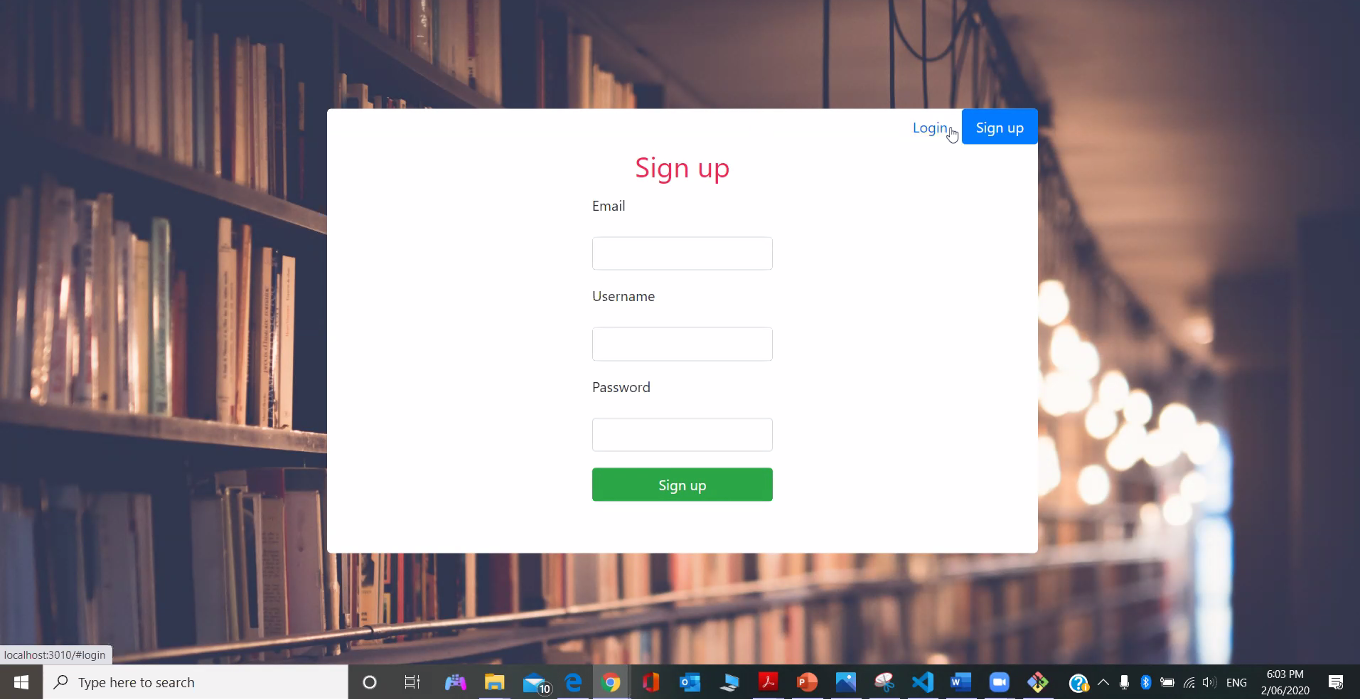 Login
Sign up
Sign up
Email
Username
Password
Sign up
localhost:3010/#login
Type here to search
10
ENG
6:03 PM
2/06/2020